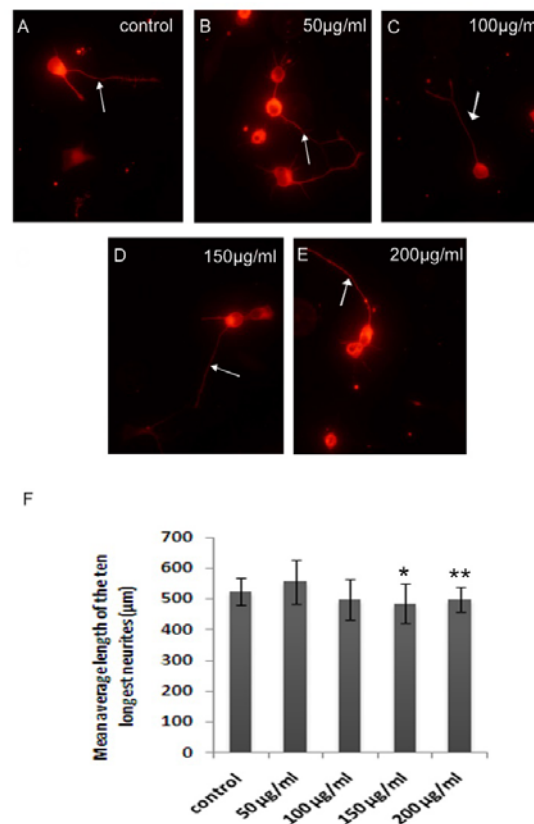 A control
B 50µg/ml
C 100µg/m
D 150µg/ml
E 200µg/ml
F
Mean average length of the ten
longest neurites (µm)
700
600
500
400
300
200
100
0
*
**
control
50 µg/ml
100 µg/ml
150 µg/ml
200 µg/ml